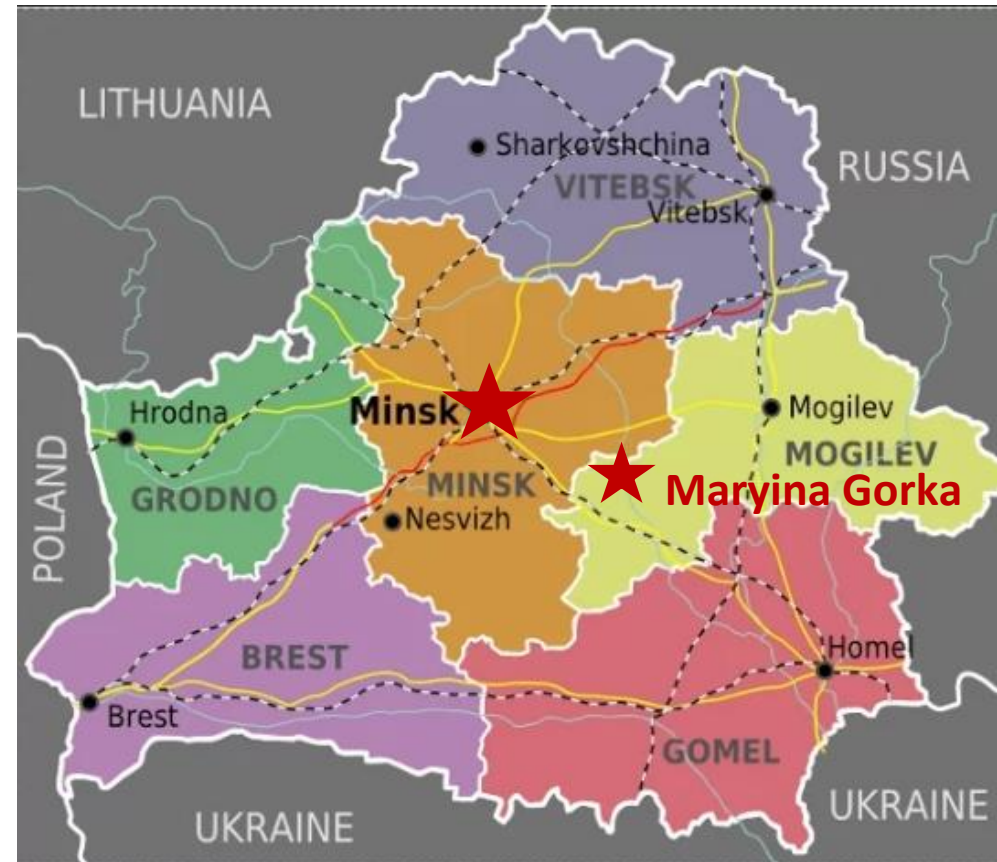 LITHUANIA
Sharkovshchina
RUSSIA
VITEBSK
Vitebsk
Hrodna
Minsk
Mogilev
MOGILEV
POLAND
GRODNO
MINSK
Maryina Gorka
Nesvizh
BREST
Homel
Brest
GOMEL
UKRAINE
UKRAINE